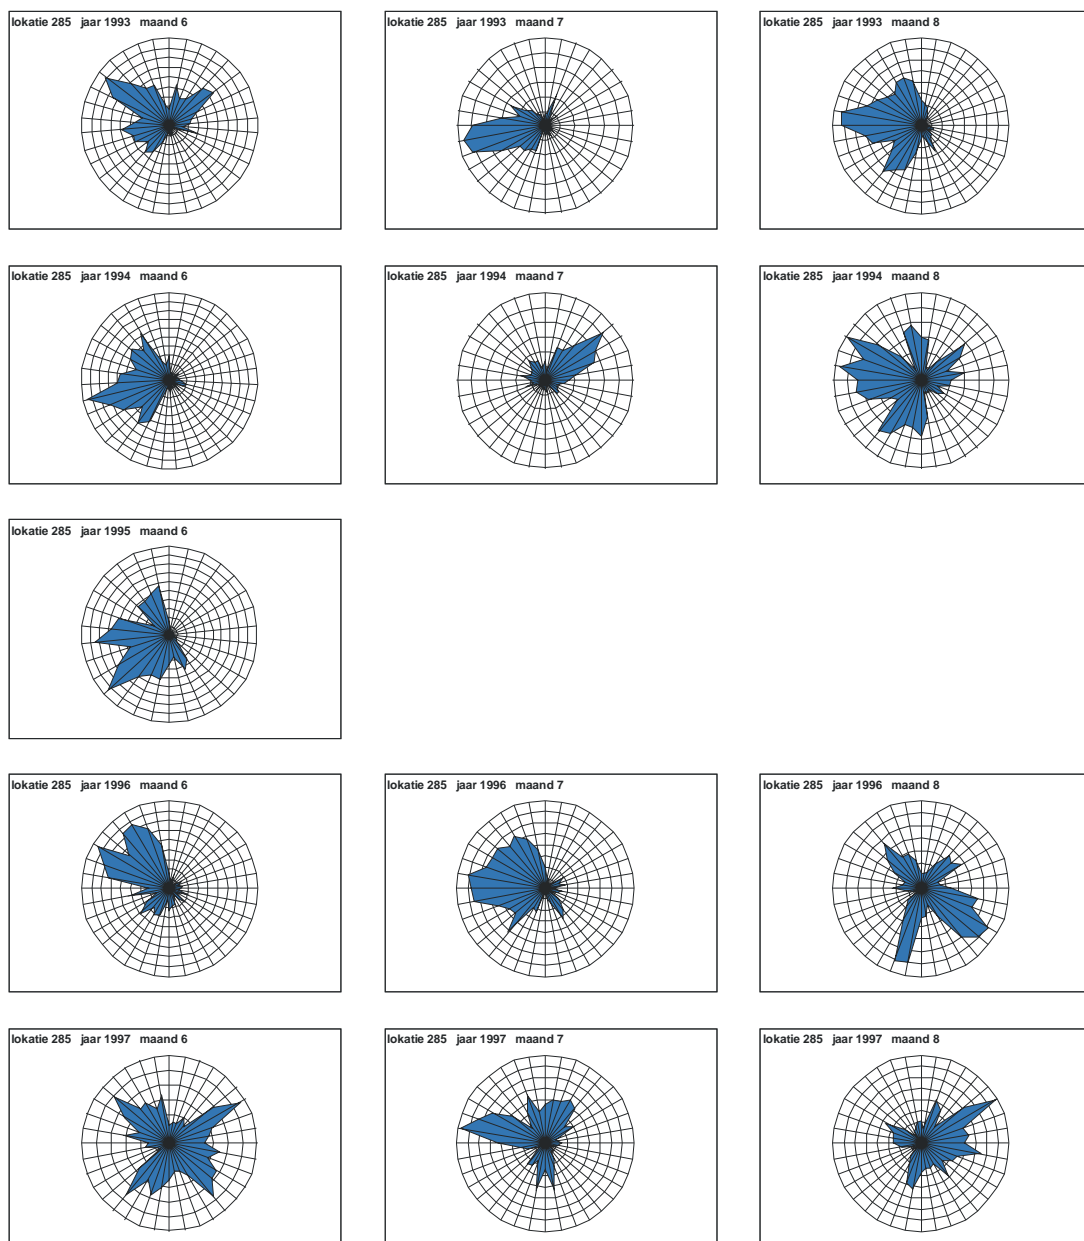 lokatie 285 jaar 1993 maand 6
lokatie 285 jaar 1993 maand 7
lokatie 285 jaar 1993 maand 8
lokatie 285 jaar 1994 maand 6
lokatie 285 jaar 1994 maand 7
lokatie 285 jaar 1994 maand 8
lokatie 285 jaar 1995 maand 6
lokatie 285 jaar 1996 maand 6
lokatie 285 jaar 1996 maand 7
lokatie 285 jaar 1996 maand 8
lokatie 285 jaar 1997 maand 6
lokatie 285 jaar 1997 maand 7
lokatie 285 jaar 1997 maand 8